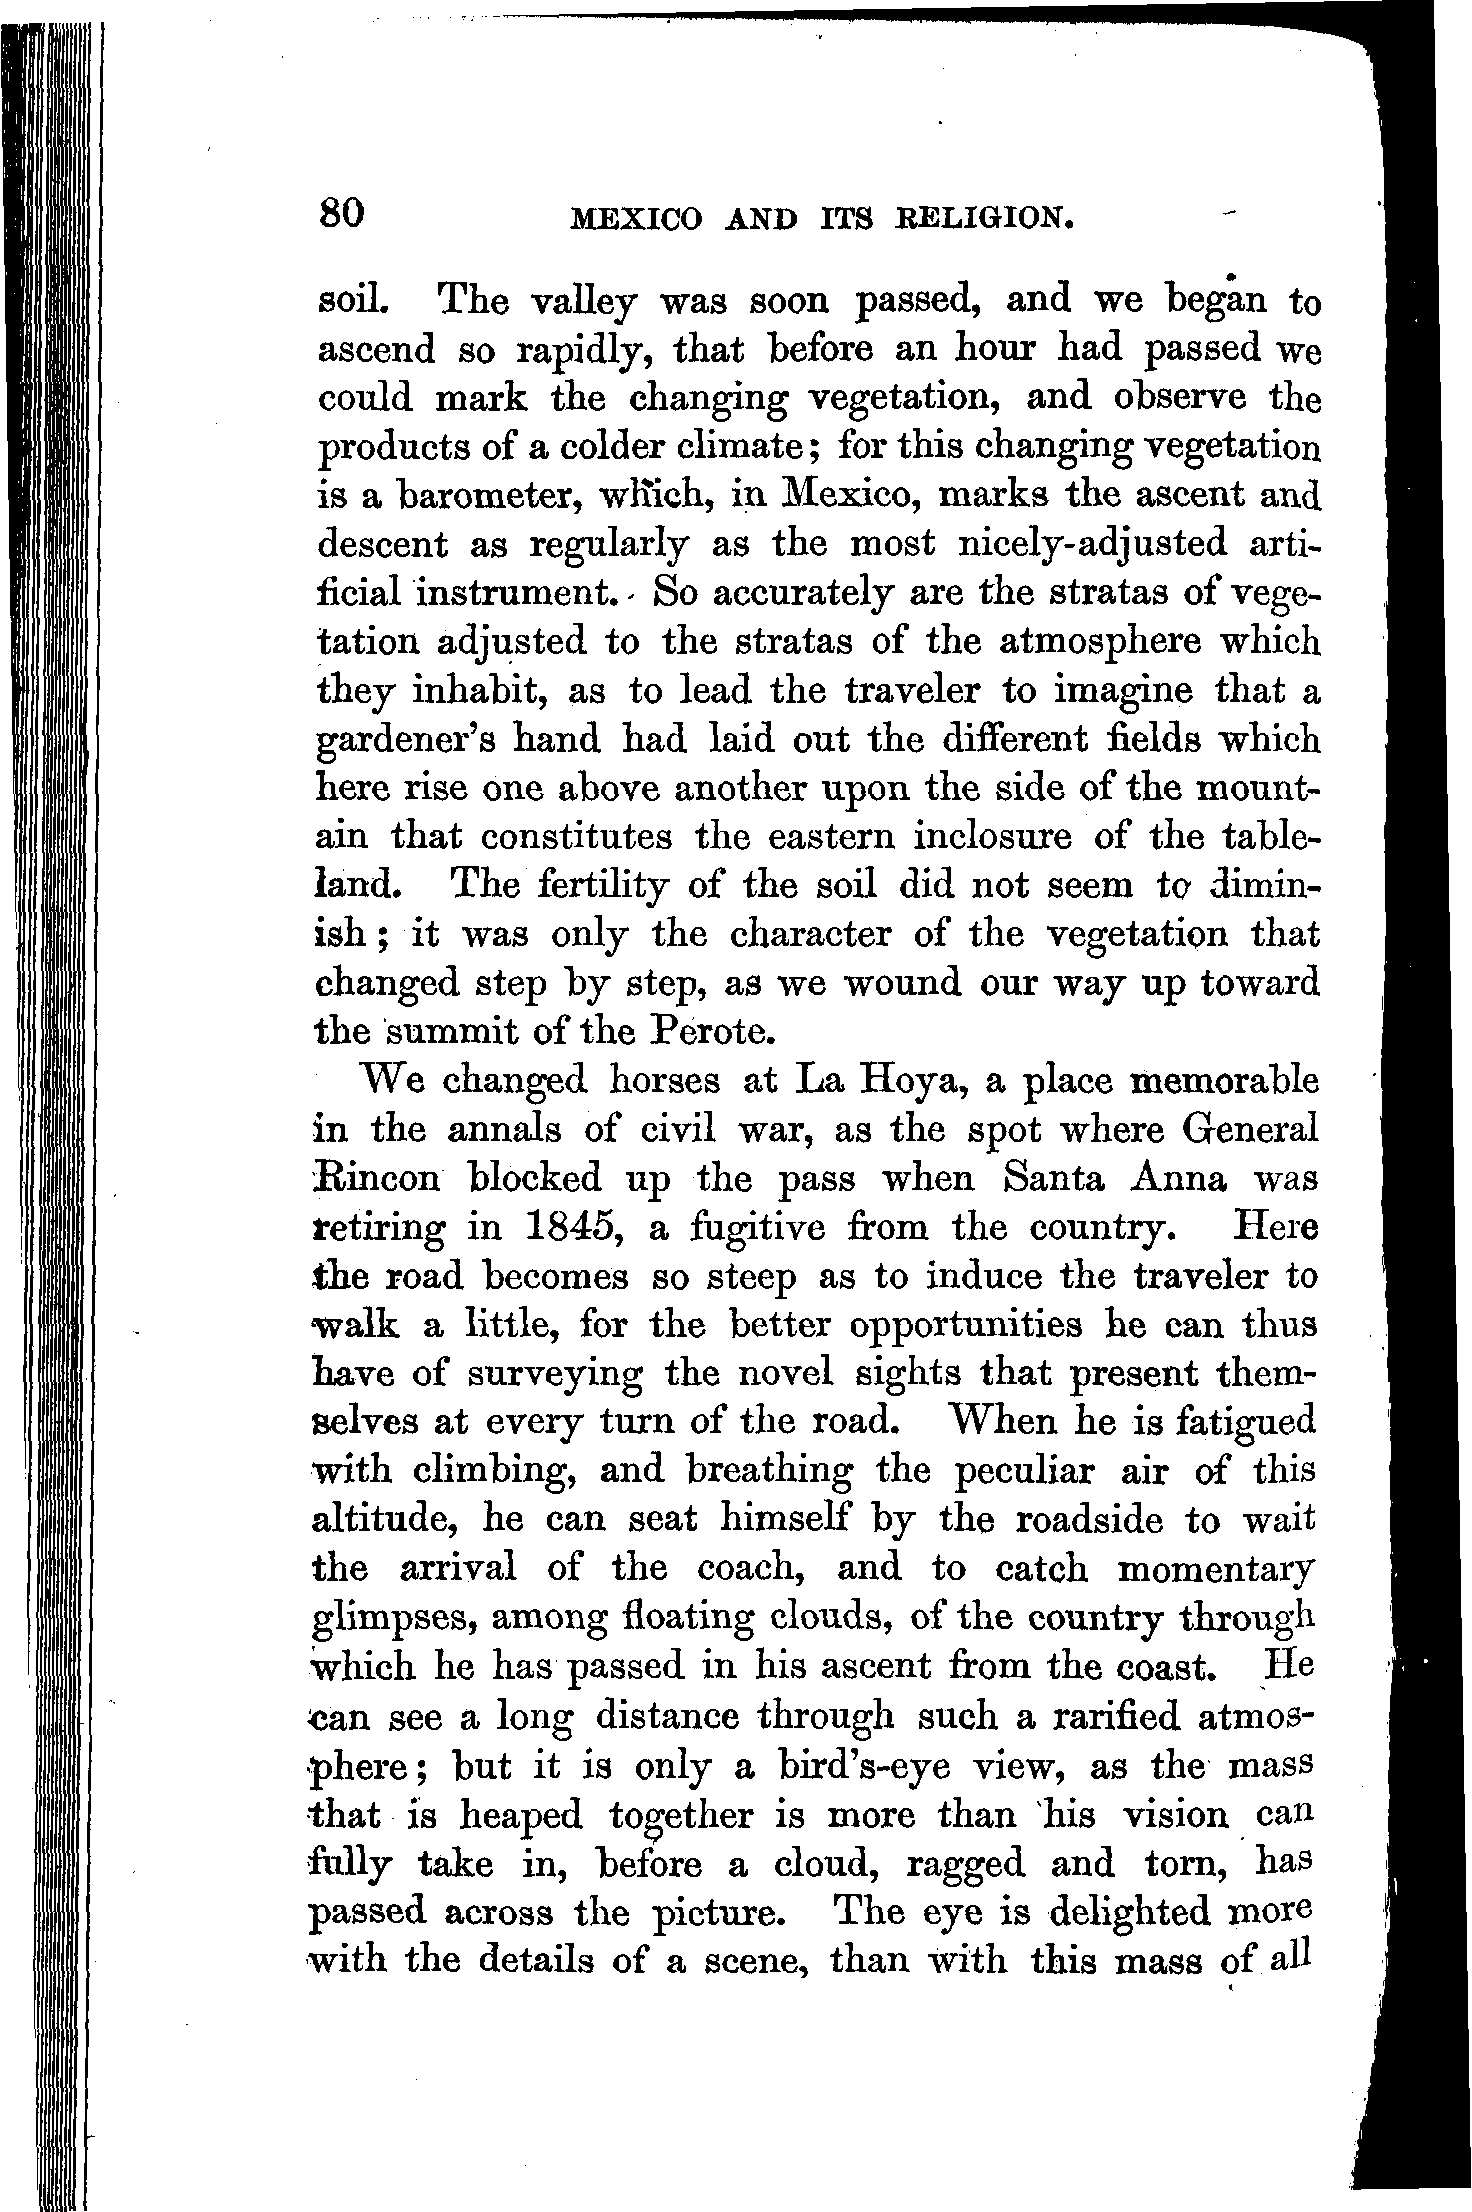 80 MEXICO AND ITS RELIGION.
soil. The valley was soon passed, and we began to
ascend so rapidly, that before an hour had passed we
could mark the changing vegetation, and observe the
products of a colder climate; for this changing vegetation
is a barometer, which, in Mexico, marks the ascent and
descent as regularly as the most nicely-adjusted arti-
ficial instrument. So accurately are the stratas of vege-
tation adjusted to the stratas of the atmosphere which
they inhabit, as to lead the traveler to imagine that a
gardener's hand had laid out the different fields which
here rise one above another upon the side of the mount-
ain that constitutes the eastern inclosure of the table-
land. The fertility of the soil did not seem to dimin-
ish; it was only the character of the vegetation that
changed step by step, as we wound our way up toward
the summit of the Perote.
We changed horses at La Hoya, a place memorable
in the annals of civil war, as the spot where General
Rincon blocked up the pass when Santa Anna was
retiring in 1845, a fugitive from the country. Here
the road becomes so steep as to induce the traveler to
walk a little, for the better opportunities he can thus
have of surveying the novel sights that present them-
selves at every turn of the road. When he is fatigued
with climbing, and breathing the peculiar air of this
altitude, he can seat himself by the roadside to wait
the arrival of the coach, and to catch momentary
glimpses, among floating clouds, of the country through
which he has passed in his ascent from the coast. He
can see a long distance through such a rarified atmos-
phere; but it is only a bird's-eye view, as the mass
that is heaped together is more than his vision can
fully take in, before a cloud, ragged and torn, has
passed across the picture. The eye is delighted more
with the details of a scene, than with this mass of all